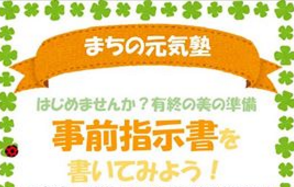 まちの元気塾
はじめませんか？有終の美の準備
事前指示書を
書いてみよう！